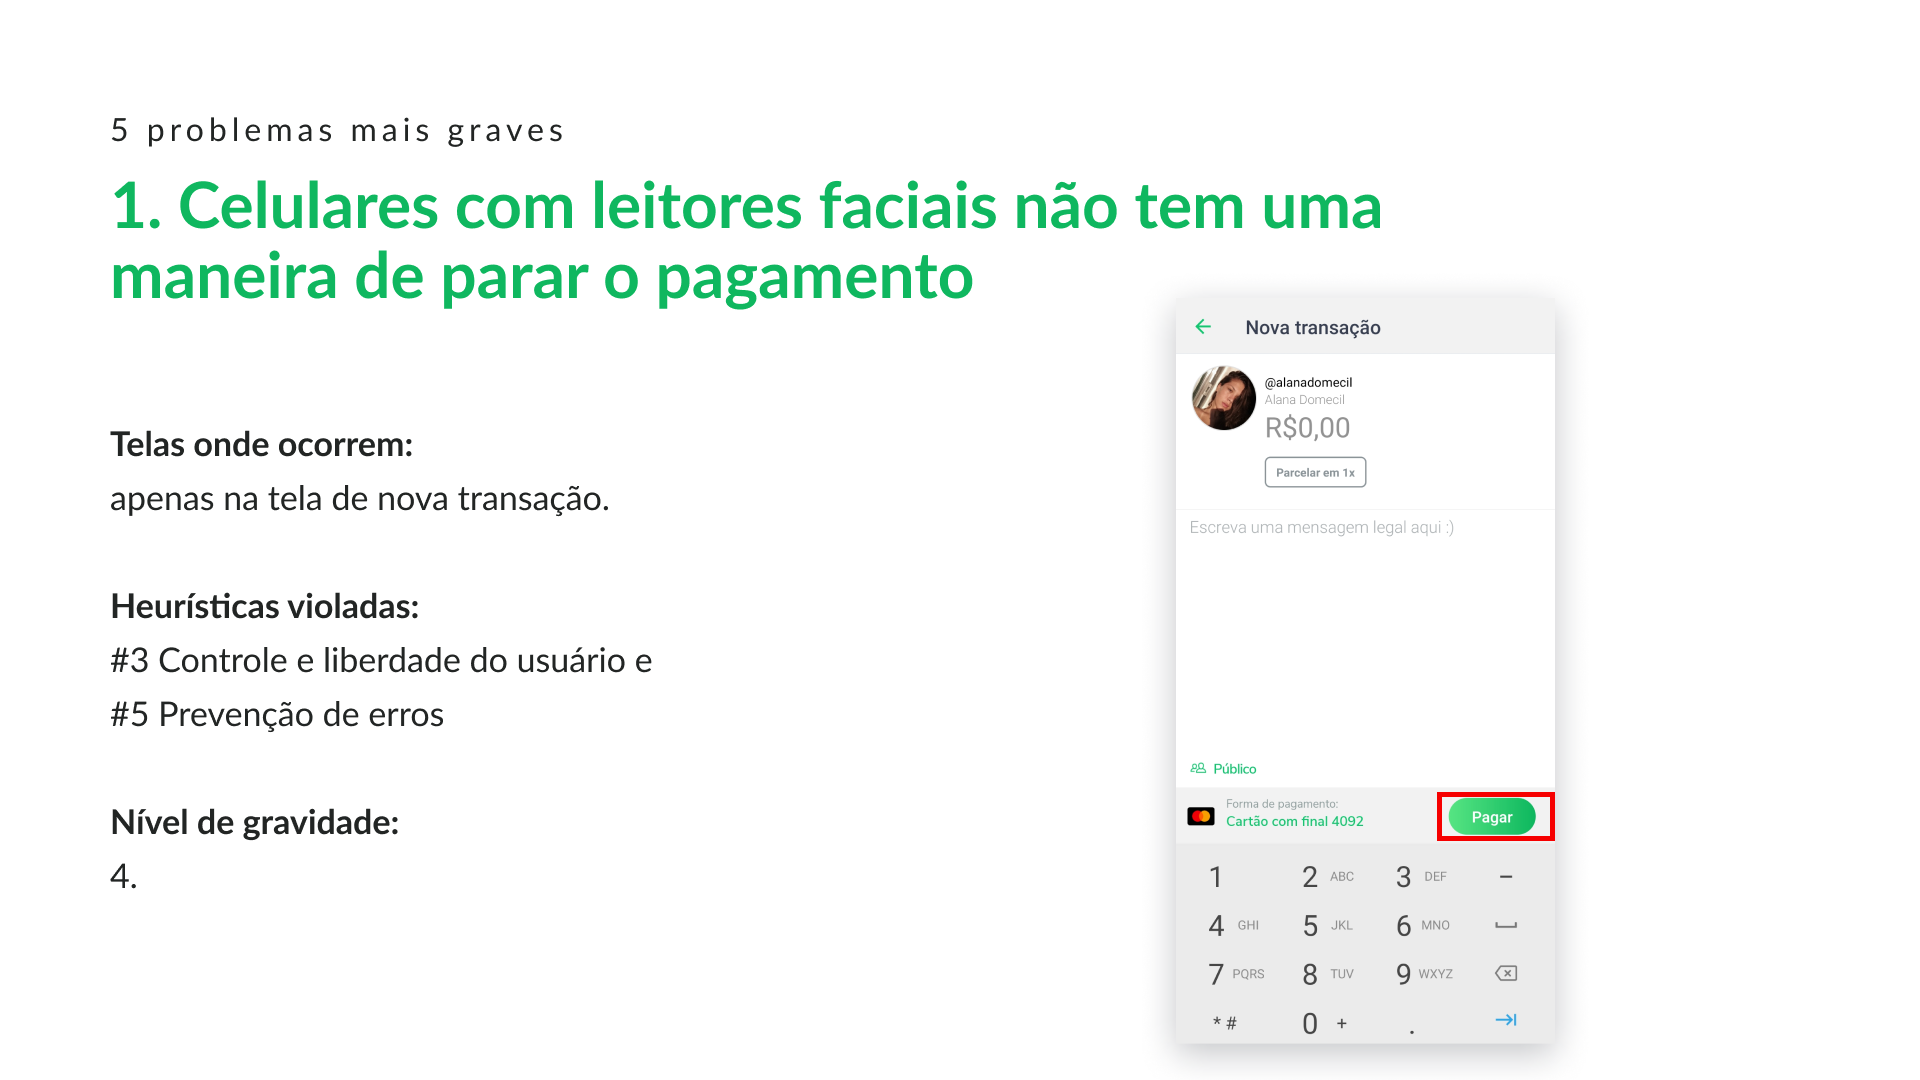 5 problemas mais graves
1. Celulares com leitores faciais não tem uma
maneira de parar o pagamento
Telas onde ocorrem:
apenas na tela de nova transação.
Heurísticas violadas:
#3 Controle e liberdade do usuário e
#5 Prevenção de erros
Nível de gravidade:
4.
Nova transação
@alanadomecil
Alana Domecil
R$0,00
Parcelar em 1x
Escreva uma mensagem legal aqui :)
Público
Forma de pagamento:
Cartão com final 4092
Pagar
1 2 ABC 3 DEF –
4 GHI 5 JKL 6 MNO
7 PQRS 8 TUV 9 WXYZ
* # 0 + .